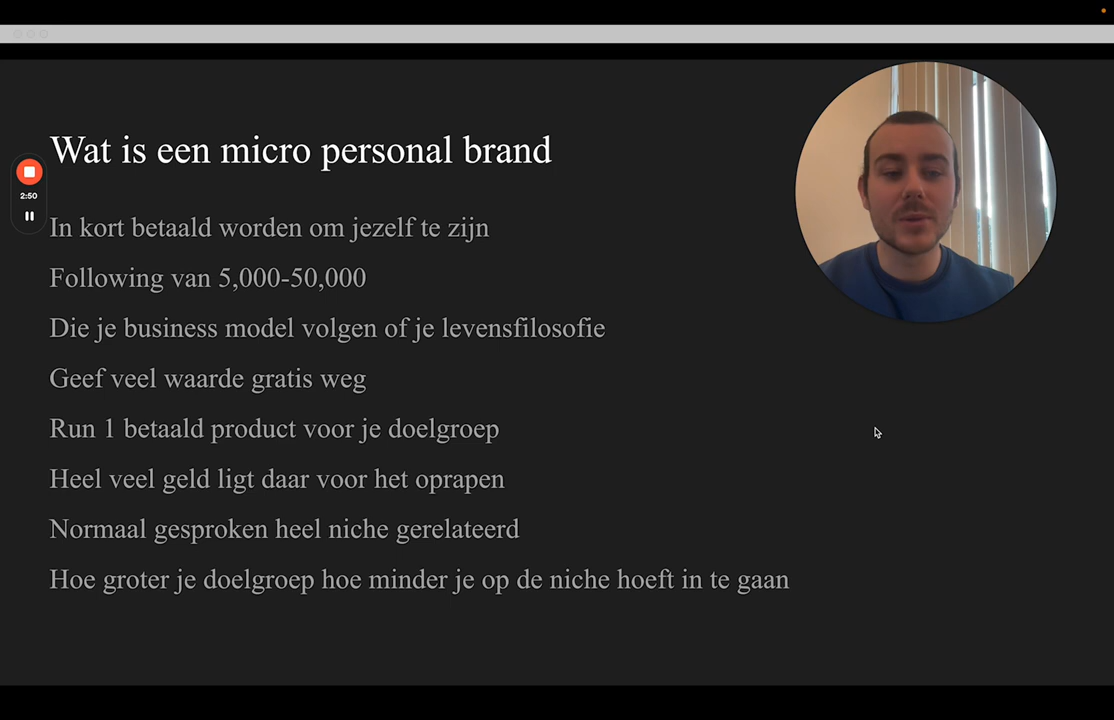 Wat is een micro personal brand
2:50
In kort betaald worden om jezelf te zijn
Following van 5,000-50,000
Die je business model volgen of je levensfilosofie
Geef veel waarde gratis weg
Run 1 betaald product voor je doelgroep
Heel veel geld ligt daar voor het oprapen
Normaal gesproken heel niche gerelateerd
Hoe groter je doelgroep hoe minder je op de niche hoeft in te gaan